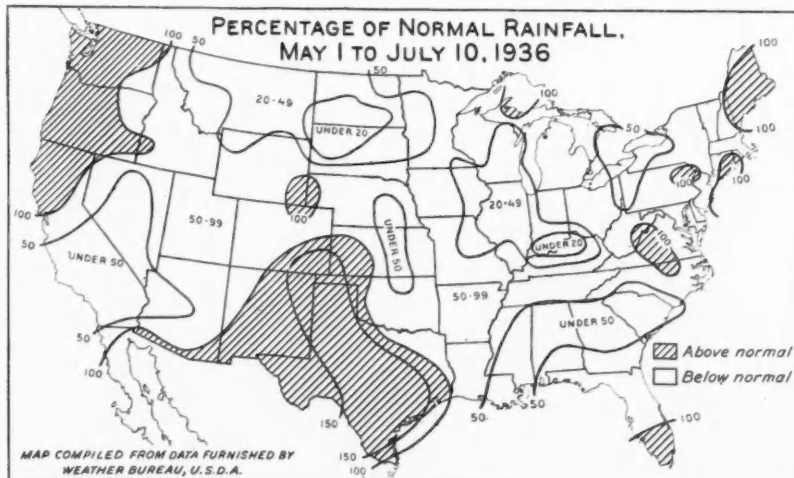 PERCENTAGE OF NORMAL RAINFALL,
MAY 1 TO JULY 10, 1936
100
50
50
100
20-49
UNDER 20
100
50
100
100
100
100
20-49
100
50-99
UNDER 50
UNDER 20
100
50
UNDER 50
50-99
UNDER 50
50
100
Above normal
Below normal
150
50
50
100
150
100
MAP COMPILED FROM DATA FURNISHED BY
WEATHER BUREAU, U.S.D.A.